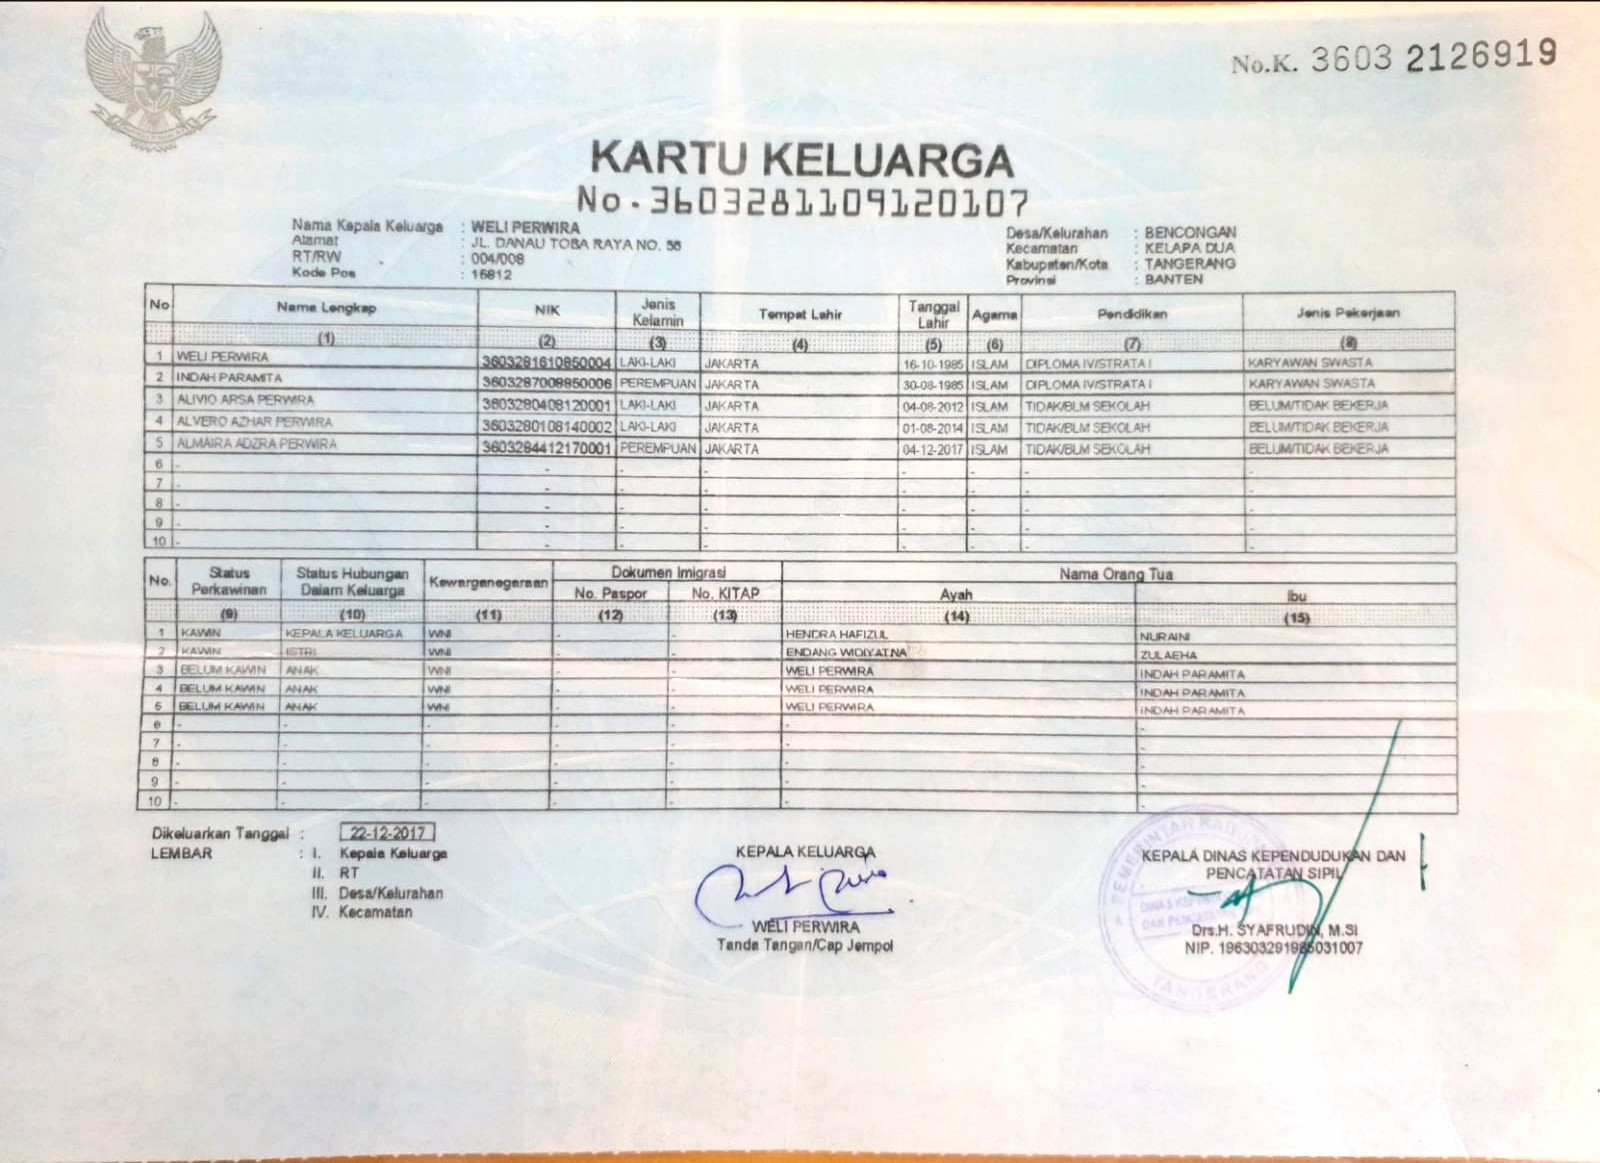 No.K. 3603 2126919
KARTU KELUARGA
No. 3603281109120107
Nama Kepala Keluarga : WELI PERWIRA
Alamat : JL. DANAU TOBA RAYA NO. 56
RT/RW : 004/008
Kode Pos : 15812
Desa/Kelurahan : BENCONGAN
Kecamatan : KELAPA DUA
Kabupaten/Kota : TANGERANG
Provinsi : BANTEN
No Nama Lengkap NIK Jenis Kelamin Tempat Lahir Tanggal Lahir Agama Pendidikan Jenis Pekerjaan
(1) (2) (3) (4) (5) (6) (7) (8)
1 WELI PERWIRA 3603281610850004 LAKI-LAKI JAKARTA 16-10-1985 ISLAM DIPLOMA IV/STRATA I KARYAWAN SWASTA
2 INDAH PARAMITA 3603287008850006 PEREMPUAN JAKARTA 30-08-1985 ISLAM DIPLOMA IV/STRATA I KARYAWAN SWASTA
3 ALIVIO ARSA PERWIRA 3603280408120001 LAKI-LAKI JAKARTA 04-08-2012 ISLAM TIDAK/BLM SEKOLAH BELUM/TIDAK BEKERJA
4 ALVERO AZHAR PERWIRA 3603280108140002 LAKI-LAKI JAKARTA 01-08-2014 ISLAM TIDAK/BLM SEKOLAH BELUM/TIDAK BEKERJA
5 ALMAIRA ADZRA PERWIRA 3603284412170001 PEREMPUAN JAKARTA 04-12-2017 ISLAM TIDAK/BLM SEKOLAH BELUM/TIDAK BEKERJA
6 - - - - - - - -
7 - - - - - - - -
8 - - - - - - - -
9 - - - - - - - -
10 - - - - - - - -
No. Status Perkawinan Status Hubungan Dalam Keluarga Kewarganegaraan Dokumen Imigrasi Nama Orang Tua
No. Paspor No. KITAP Ayah Ibu
(9) (10) (11) (12) (13) (14) (15)
1 KAWIN KEPALA KELUARGA WNI - - HENDRA HAFIZUL NURAINI
2 KAWIN ISTRI WNI - - ENDANG WIDIYATNA ZULAEHA
3 BELUM KAWIN ANAK WNI - - WELI PERWIRA INDAH PARAMITA
4 BELUM KAWIN ANAK WNI - - WELI PERWIRA INDAH PARAMITA
5 BELUM KAWIN ANAK WNI - - WELI PERWIRA INDAH PARAMITA
6 - - - - - - -
7 - - - - - - -
8 - - - - - - -
9 - - - - - - -
10 - - - - - - -
Dikeluarkan Tanggal : 22-12-2017
LEMBAR : I. Kepala Keluarga
II. RT
III. Desa/Kelurahan
IV. Kecamatan
KEPALA KELUARGA
WELI PERWIRA
Tanda Tangan/Cap Jempol
KEPALA DINAS KEPENDUDUKAN DAN
PENCATATAN SIPIL
Drs.H. SYAFRUDIN, M.SI
NIP. 196303291985031007
PEMERINTAH
TANGERANG